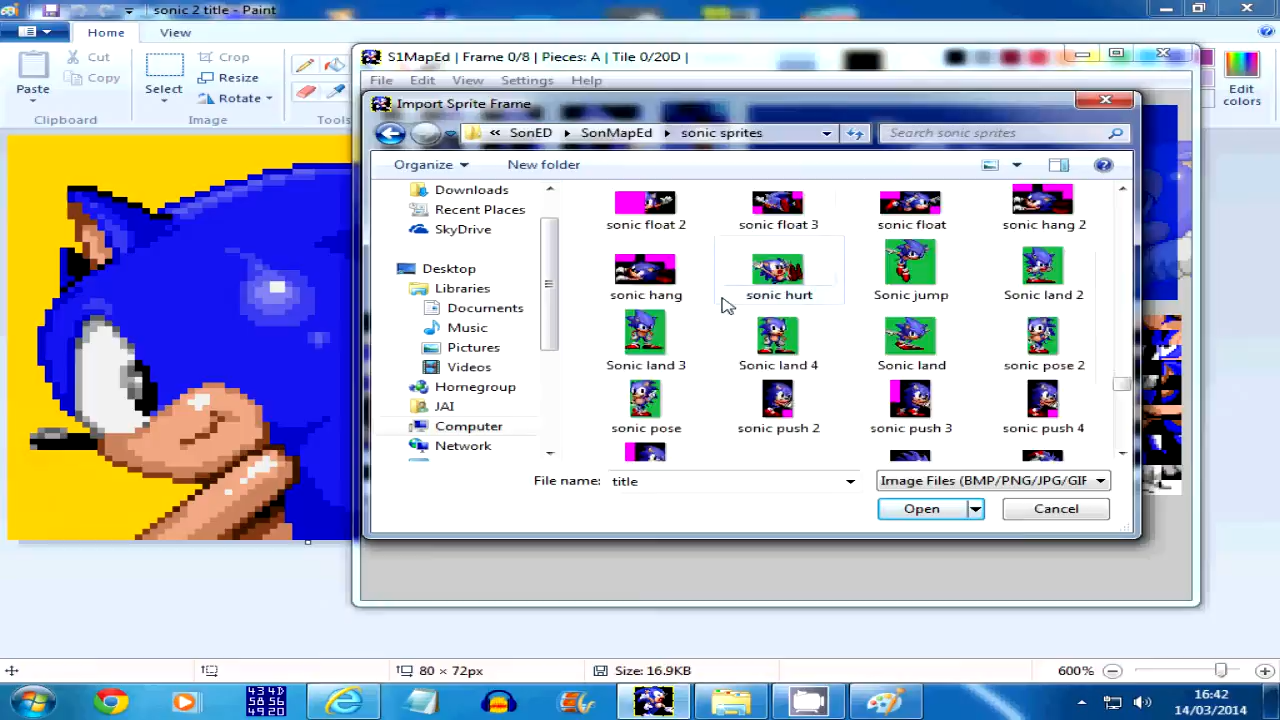 sonic 2 title - Paint
Home
View
Cut
Copy
Paste
Clipboard
Select
Crop
Resize
Rotate
Image
Tools
Edit
colors
S1MapEd | Frame 0/8 | Pieces: A | Tile 0/20D |
File Edit View Settings Help
Import Sprite Frame
« SonED SonMapEd sonic sprites
Search sonic sprites
Organize
New folder
Downloads
Recent Places
SkyDrive
Desktop
Libraries
Documents
Music
Pictures
Videos
Homegroup
JAI
Computer
Network
sonic float 2 sonic float 3 sonic float sonic hang 2
sonic hang sonic hurt Sonic jump Sonic land 2
Sonic land 3 Sonic land 4 Sonic land sonic pose 2
sonic pose sonic push 2 sonic push 3 sonic push 4
File name: title
Image Files (BMP/PNG/JPG/GIF
Open
Cancel
80 × 72px
Size: 16.9KB
600%
434D
5856
4920
16:42
14/03/2014